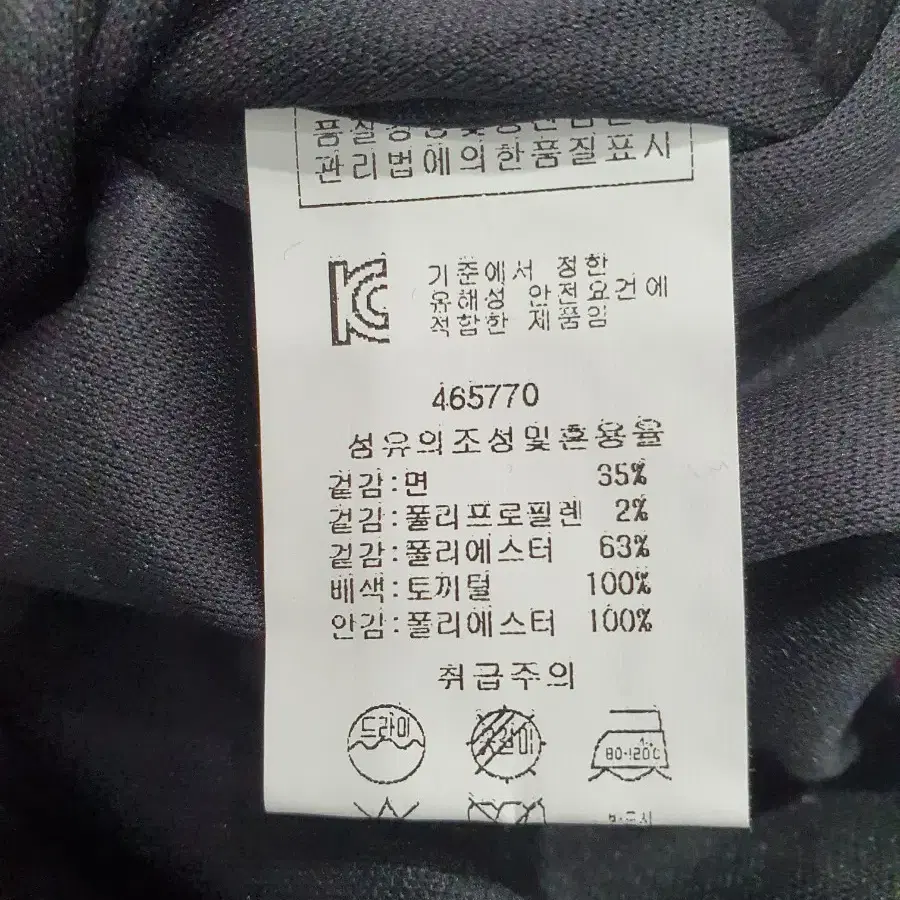 관리법에의한품질표시
KC
기준에서 정한
유해성 안전요건에
적합한 제품임
465770
섬유의조성및혼용율
겉감:면 35%
겉감:폴리프로필렌 2%
겉감:폴리에스터 63%
배색:토끼털 100%
안감:폴리에스터 100%
취급주의
드라이
80-120C